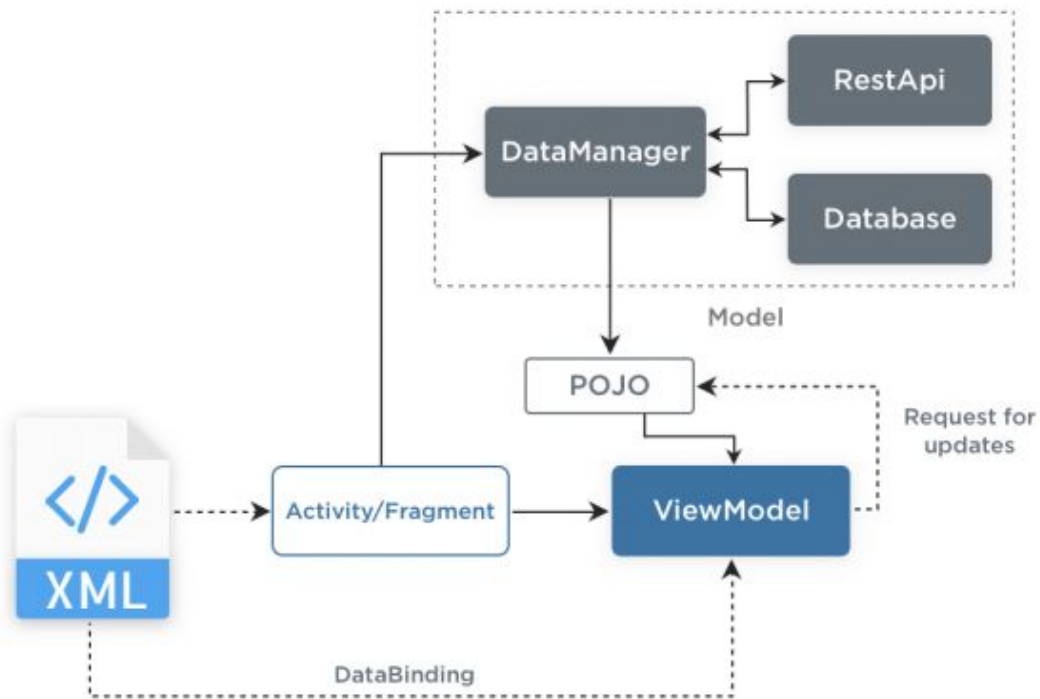 RestApi
DataManager
Database
Model
POJO
Request for
updates
</>
Activity/Fragment
ViewModel
XML
DataBinding